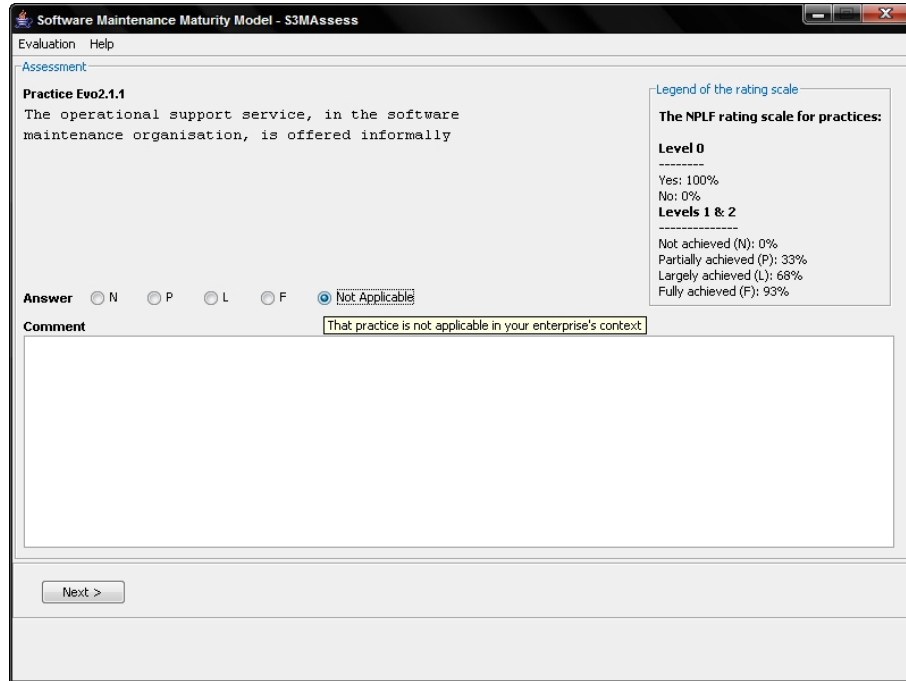 Software Maintenance Maturity Model - S3MAssess
Evaluation Help
Assessment
Practice Evo2.1.1
The operational support service, in the software
maintenance organisation, is offered informally
Legend of the rating scale
The NPLF rating scale for practices:
Level 0
--------
Yes: 100%
No: 0%
Levels 1 & 2
--------------
Not achieved (N): 0%
Partially achieved (P): 33%
Largely achieved (L): 68%
Fully achieved (F): 93%
Answer N P L F Not Applicable
Comment
That practice is not applicable in your enterprise's context
Next >